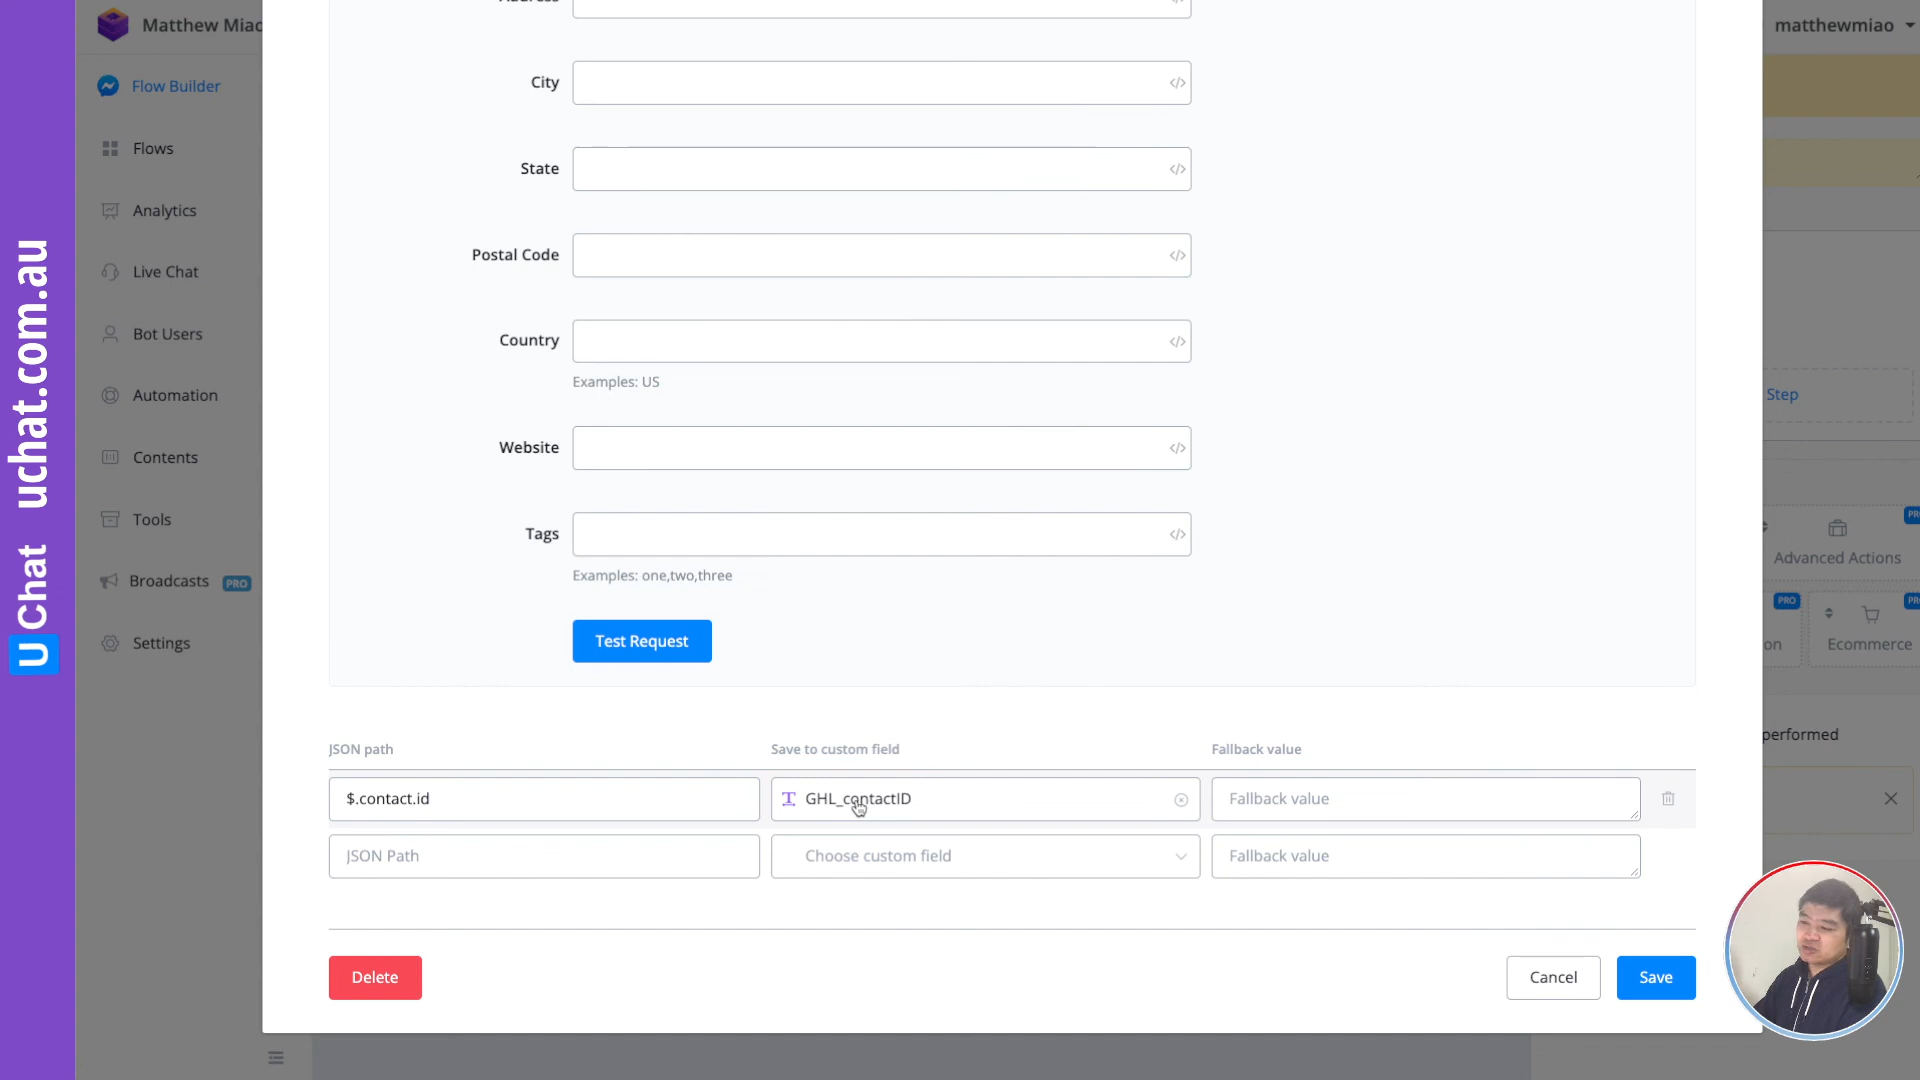 Matthew Miao
matthewmiao
Flow Builder
Flows
Analytics
Live Chat
Bot Users
Automation
Contents
Tools
Broadcasts PRO
Settings
U Chat uchat.com.au
City
State
Postal Code
Country
Examples: US
Website
Tags
Examples: one,two,three
Test Request
JSON path Save to custom field Fallback value
$.contact.id GHL_contactID Fallback value
JSON Path Choose custom field Fallback value
Delete Cancel Save
Step
Advanced Actions
PRO
on Ecommerce
performed